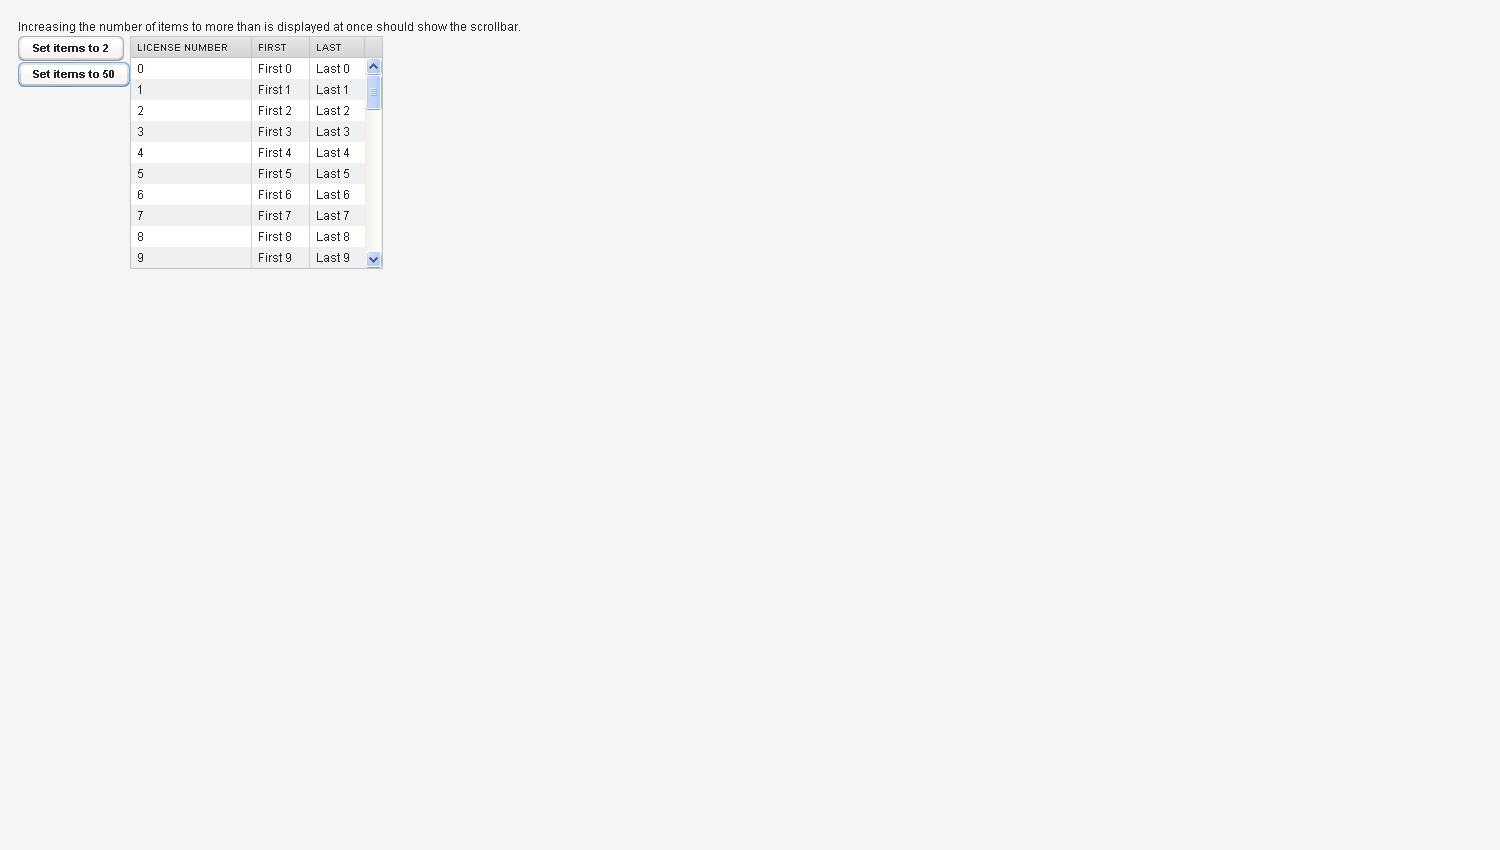 Increasing the number of items to more than is displayed at once should show the scrollbar.
Set items to 2
Set items to 50
LICENSE NUMBER FIRST LAST
0 First 0 Last 0
1 First 1 Last 1
2 First 2 Last 2
3 First 3 Last 3
4 First 4 Last 4
5 First 5 Last 5
6 First 6 Last 6
7 First 7 Last 7
8 First 8 Last 8
9 First 9 Last 9